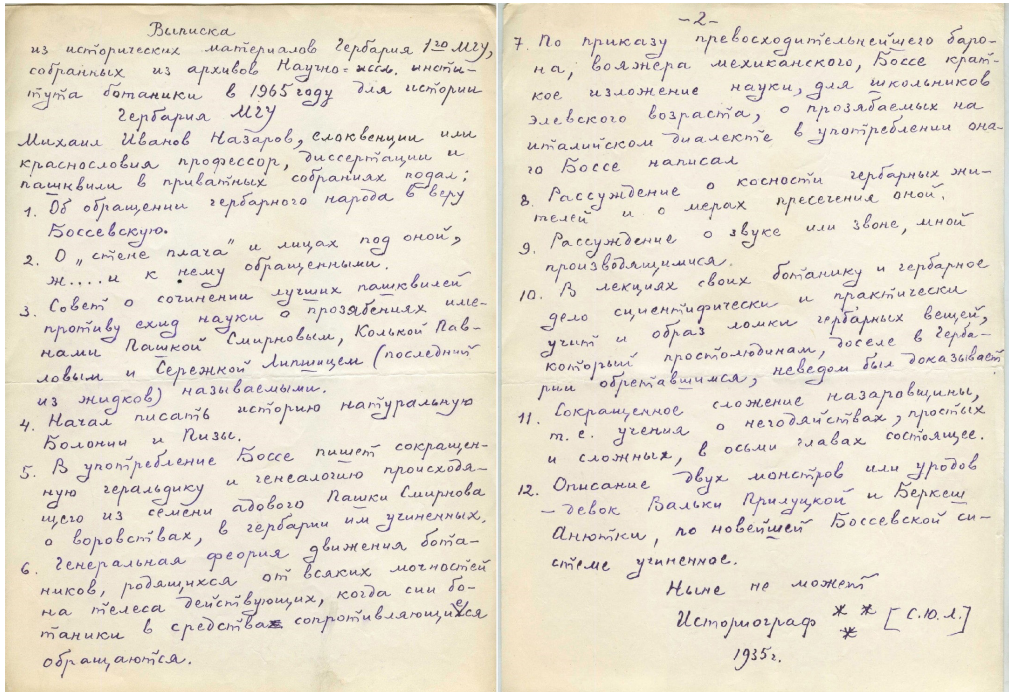 Выписка
из исторических материалов Гербария 1го МГУ,
собранных из архивов Научно=иссл. инсти-
тута ботаники в 1965 году для истории
Гербария МГУ
Михаил Иванов Назаров, елоквенции или
краснословия профессор, диссертации и
пашквили в приватных собраниях подал:
1. Об обращении гербарного народа в веру
Боссевскую.
2. О „стене плача" и лицах под оной,
ж....и к нему обращенными.
3. Совет о сочинении лучших пашквилей
противу ехид науки о прозябениях име-
нами Пашкой Смирновым, Колькой Пав-
ловым и Сережкой Липшицем (последний
из жидков) называемыми.
4. Начал писать историю натуральную
Болонии и Пизы.
5. В употребление Боссе пишет сокращен-
ную геральдику и генеалогию происходя-
щего из семени адового Пашки Смирнова
о воровствах, в гербарии им учиненных.
6. Генеральная феория движения бота-
ников, родящихся от всяких мочностей
на телеса действующих, когда сии бо-
таники в средства сопротивляющиеся
обращаются.
-2-
7. По приказу превосходительнейшего баро-
на, вояжера мехиканского, Боссе крат-
кое изложение науки, для школьников
элевского возраста, о прозябаемых на
италийском диалекте в употреблении она-
го Боссе написал
8. Рассуждение о косности гербарных жи-
телей и о мерах пресечения оной.
9. Рассуждение о звуке или звоне, мной
производящимися.
10. В лекциях своих ботанику и гербарное
дело сциентифически и практически
учит и образ ломки гербарных вещей,
который простолюдинам, доселе в Герба-
рии обретавшимся, неведом был доказывает
11. Сокращенное сложение назаровщины,
т.е. учения о негодяйствах, простых
и сложных, в осьми главах состоящее.
12. Описание двух монстров или уродов
- девок Вальки Прилуцкой и Беркеш
Анютки, по новейшей Боссевской си-
стеме учиненное.
Ныне не может
Историограф * * * [С.Ю.Л.]
1935г.